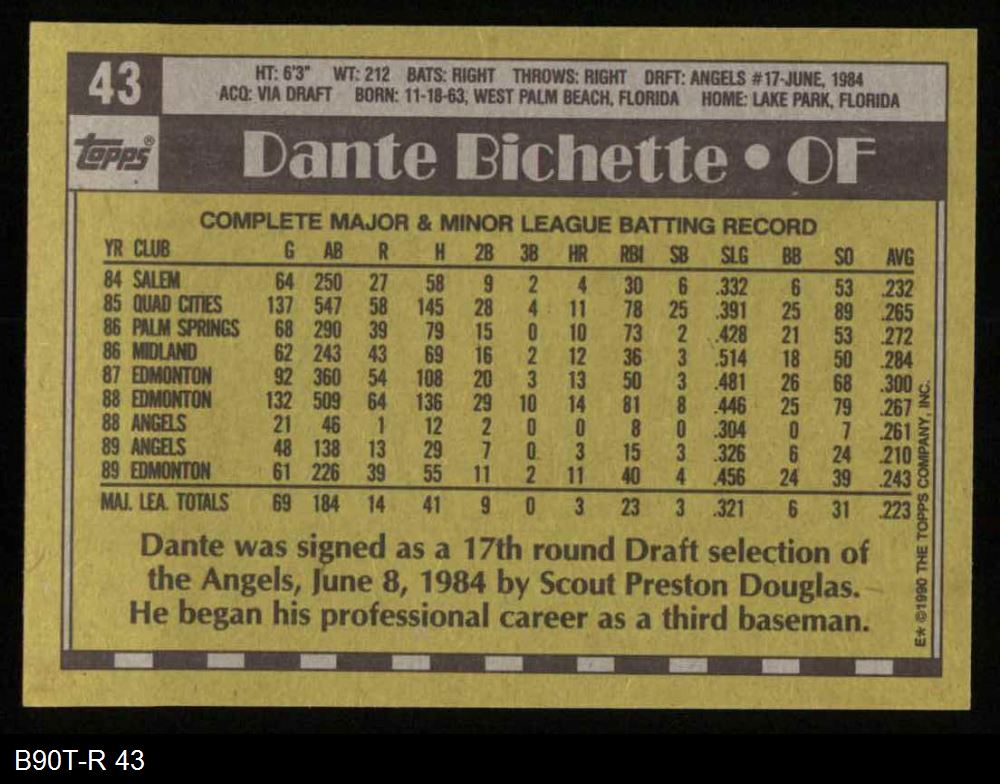 43
HT: 6'3" WT: 212 BATS: RIGHT THROWS: RIGHT DRFT: ANGELS #17-JUNE, 1984
ACQ: VIA DRAFT BORN: 11-18-63, WEST PALM BEACH, FLORIDA HOME: LAKE PARK, FLORIDA
topps®
Dante Bichette • OF
COMPLETE MAJOR & MINOR LEAGUE BATTING RECORD
YR CLUB G AB R H 2B 3B HR RBI SB SLG BB SO AVG
84 SALEM 64 250 27 58 9 2 4 30 6 .332 6 53 .232
85 QUAD CITIES 137 547 58 145 28 4 11 78 25 .391 25 89 .265
86 PALM SPRINGS 68 290 39 79 15 0 10 73 2 .428 21 53 .272
86 MIDLAND 62 243 43 69 16 2 12 36 3 .514 18 50 .284
87 EDMONTON 92 360 54 108 20 3 13 50 3 .481 26 68 .300
88 EDMONTON 132 509 64 136 29 10 14 81 8 .446 25 79 .267
88 ANGELS 21 46 1 12 2 0 0 8 0 .304 0 7 .261
89 ANGELS 48 138 13 29 7 0 3 15 3 .326 6 24 .210
89 EDMONTON 61 226 39 55 11 2 11 40 4 .456 24 39 .243
MAJ. LEA. TOTALS 69 184 14 41 9 0 3 23 3 .321 6 31 .223
Dante was signed as a 17th round Draft selection of
the Angels, June 8, 1984 by Scout Preston Douglas.
He began his professional career as a third baseman.
E* ©1990 THE TOPPS COMPANY, INC.
B90T-R 43